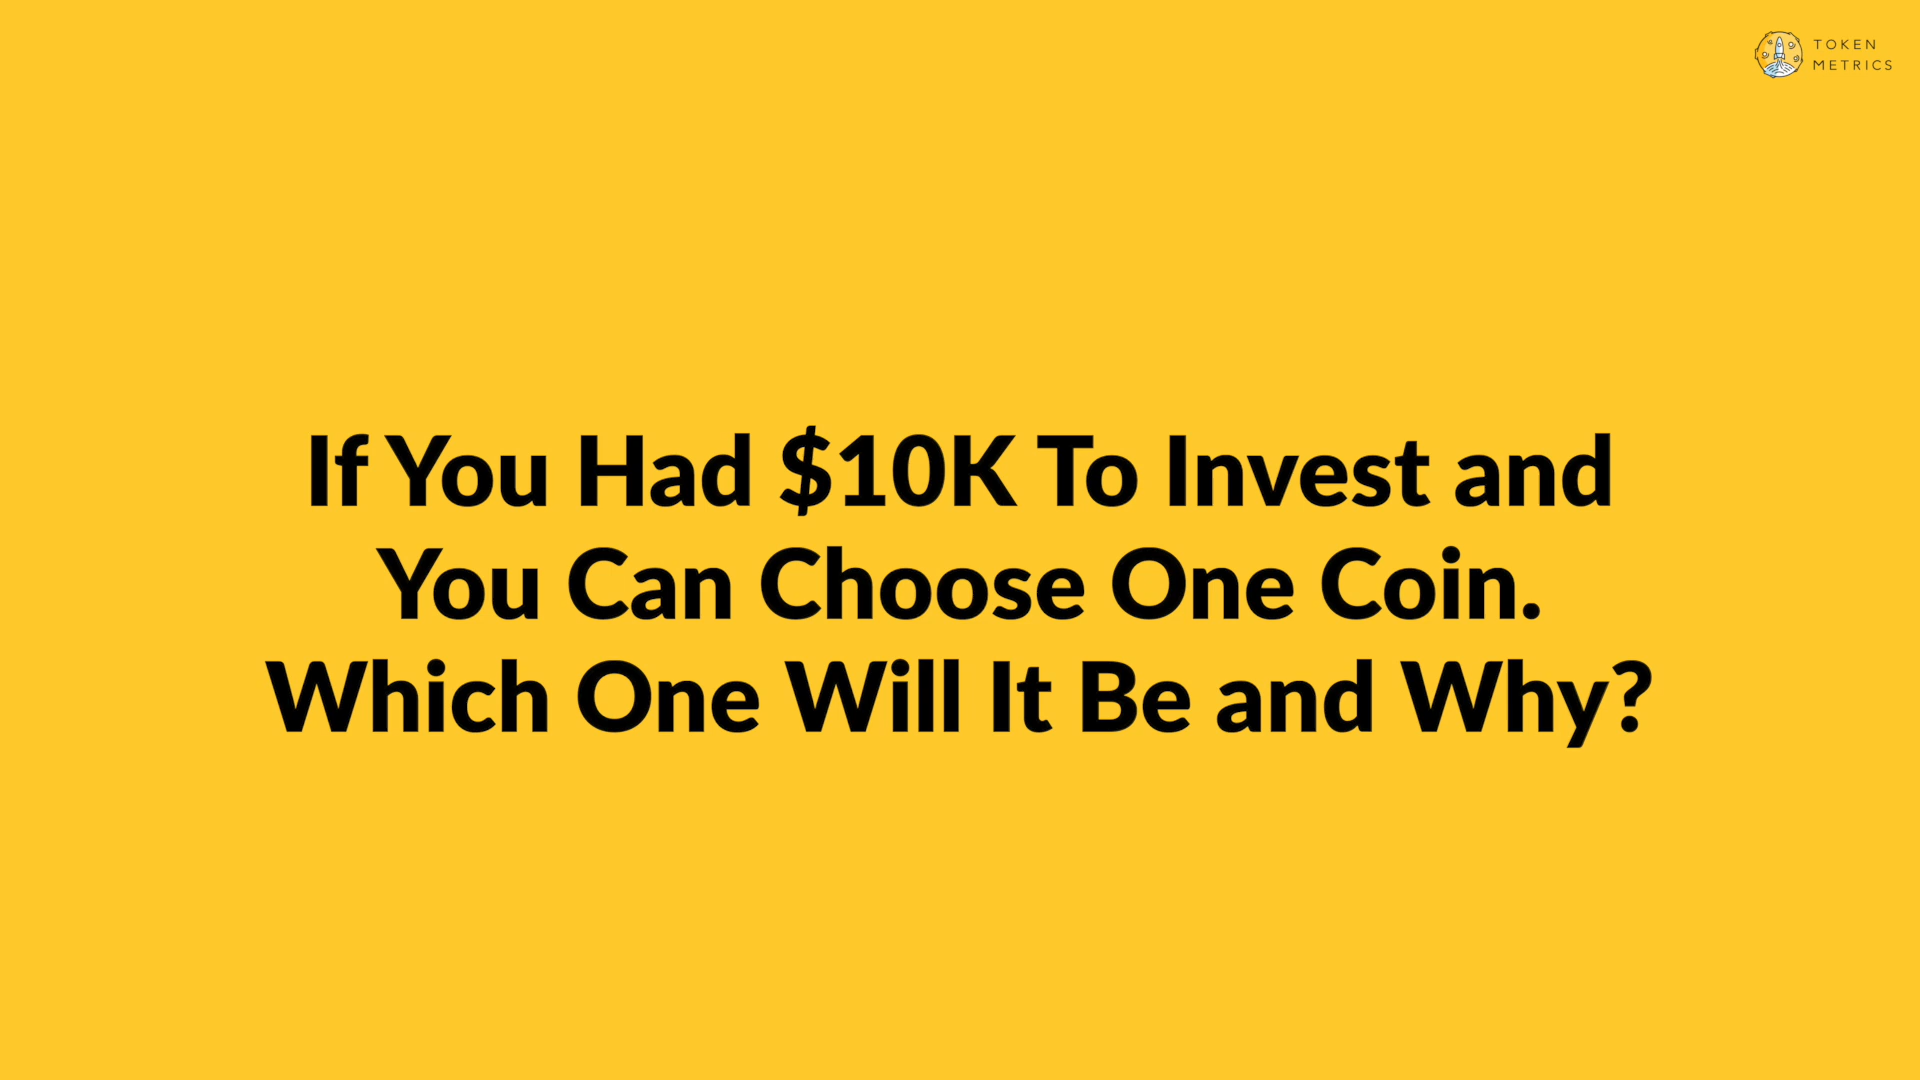 TOKEN
METRICS
If You Had $10K To Invest and
You Can Choose One Coin.
Which One Will It Be and Why?